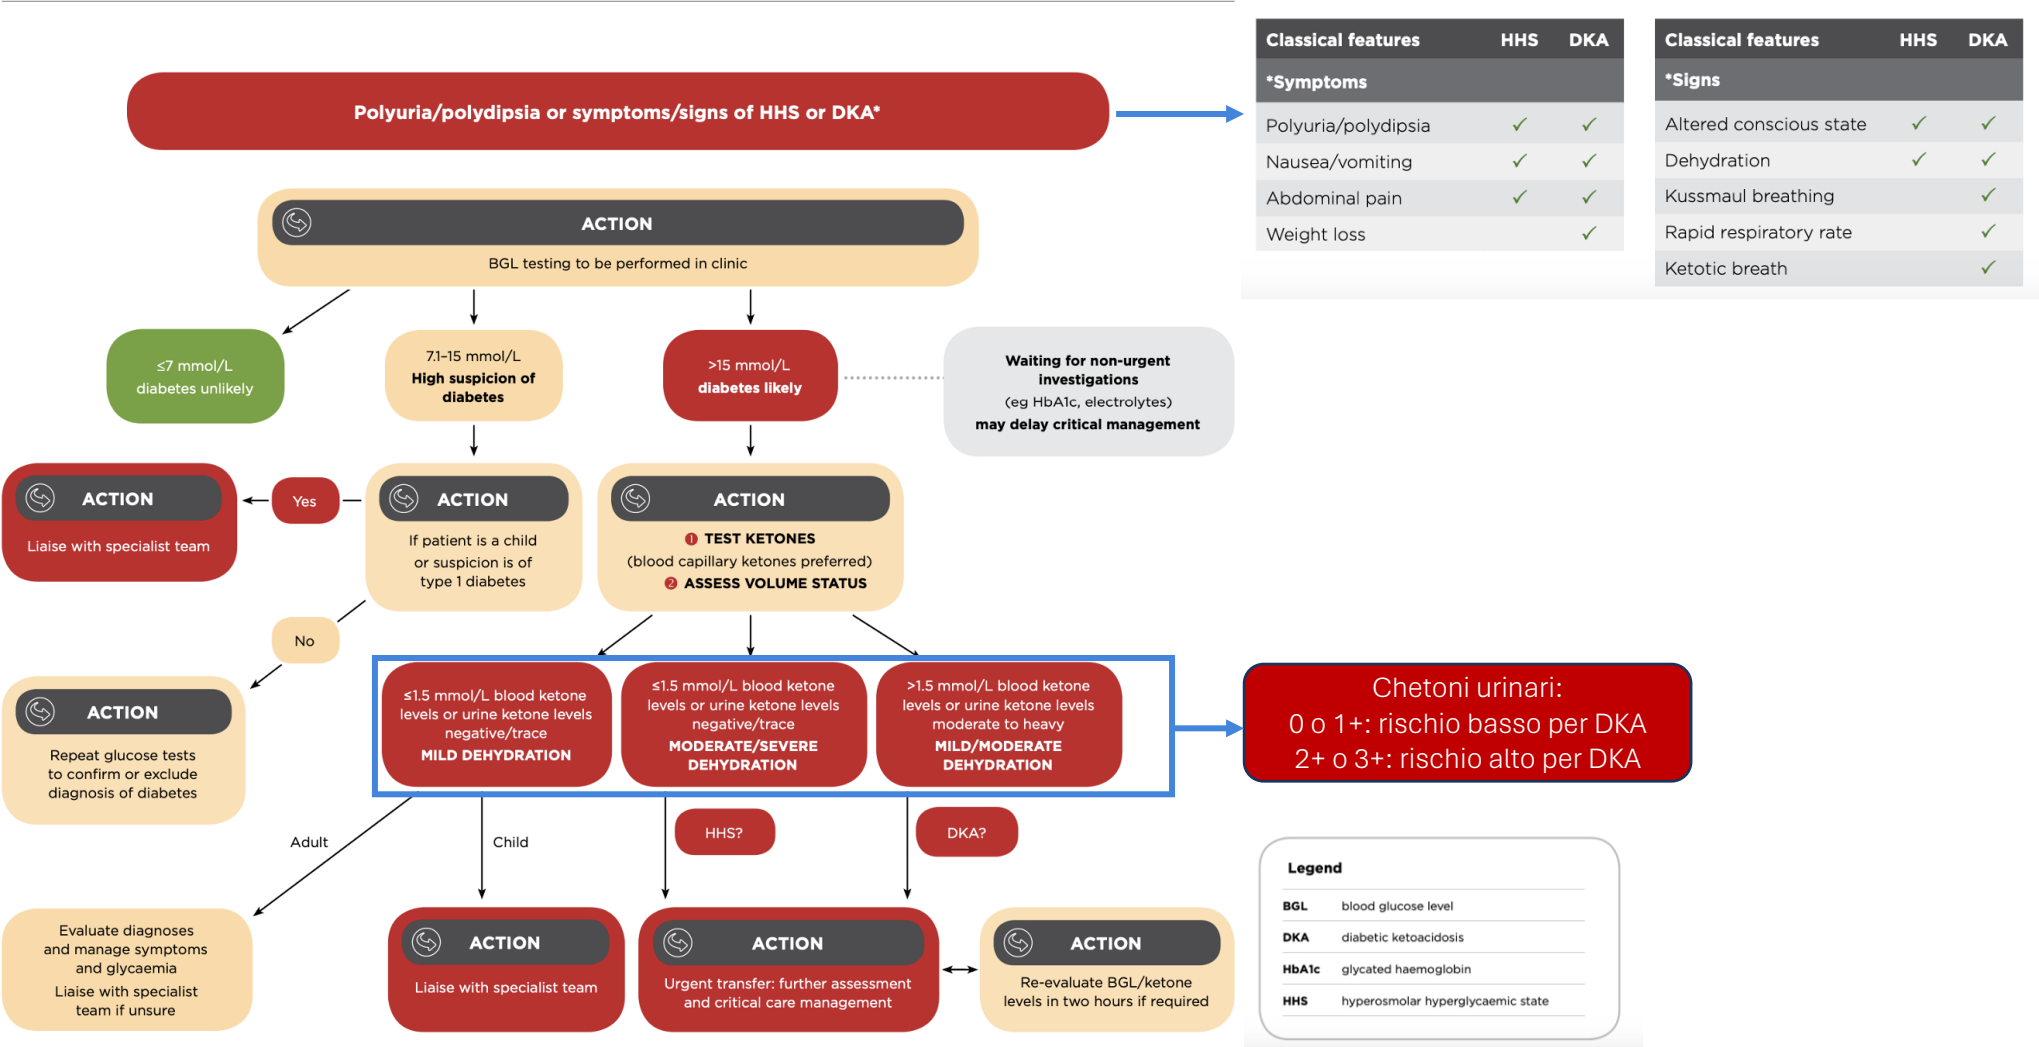 Polyuria/polydipsia or symptoms/signs of HHS or DKA*
Classical features HHS DKA
*Symptoms
Polyuria/polydipsia ✓ ✓
Nausea/vomiting ✓ ✓
Abdominal pain ✓ ✓
Weight loss ✓
Classical features HHS DKA
*Signs
Altered conscious state ✓ ✓
Dehydration ✓ ✓
Kussmaul breathing ✓
Rapid respiratory rate ✓
Ketotic breath ✓
ACTION
BGL testing to be performed in clinic
≤7 mmol/L
diabetes unlikely
7.1–15 mmol/L
High suspicion of
diabetes
>15 mmol/L
diabetes likely
Waiting for non-urgent
investigations
(eg HbA1c, electrolytes)
may delay critical management
ACTION
Liaise with specialist team
Yes
ACTION
If patient is a child
or suspicion is of
type 1 diabetes
ACTION
1 TEST KETONES
(blood capillary ketones preferred)
2 ASSESS VOLUME STATUS
No
ACTION
Repeat glucose tests
to confirm or exclude
diagnosis of diabetes
≤1.5 mmol/L blood ketone
levels or urine ketone levels
negative/trace
MILD DEHYDRATION
≤1.5 mmol/L blood ketone
levels or urine ketone levels
negative/trace
MODERATE/SEVERE
DEHYDRATION
>1.5 mmol/L blood ketone
levels or urine ketone levels
moderate to heavy
MILD/MODERATE
DEHYDRATION
Chetoni urinari:
0 o 1+: rischio basso per DKA
2+ o 3+: rischio alto per DKA
Adult
Child
HHS?
DKA?
Evaluate diagnoses
and manage symptoms
and glycaemia
Liaise with specialist
team if unsure
ACTION
Liaise with specialist team
ACTION
Urgent transfer: further assessment
and critical care management
ACTION
Re-evaluate BGL/ketone
levels in two hours if required
Legend
BGL blood glucose level
DKA diabetic ketoacidosis
HbA1c glycated haemoglobin
HHS hyperosmolar hyperglycaemic state